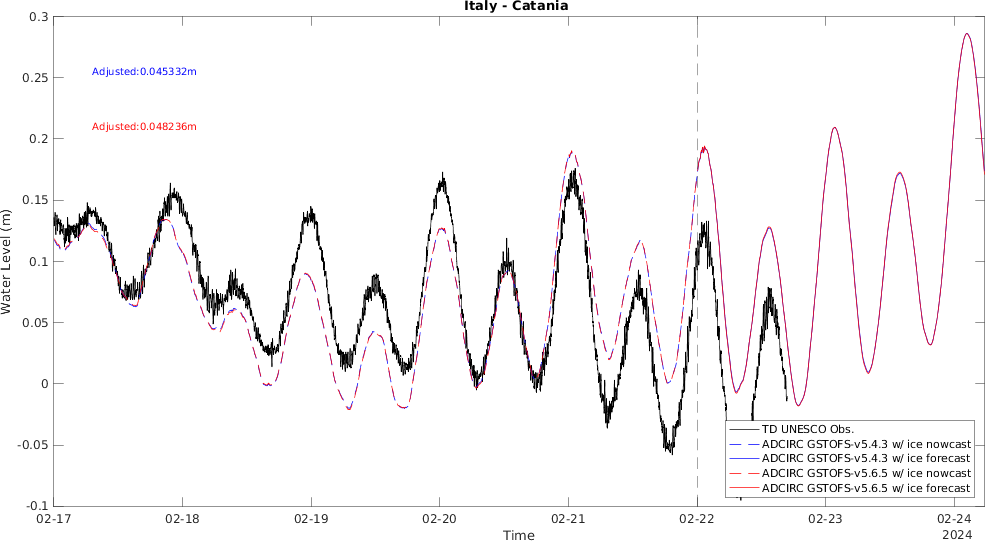 Italy - Catania
0.3
0.25
0.2
0.15
0.1
0.05
0
-0.05
-0.1
Water Level (m)
Adjusted:0.045332m
Adjusted:0.048236m
TD UNESCO Obs.
ADCIRC GSTOFS-v5.4.3 w/ ice nowcast
ADCIRC GSTOFS-v5.4.3 w/ ice forecast
ADCIRC GSTOFS-v5.6.5 w/ ice nowcast
ADCIRC GSTOFS-v5.6.5 w/ ice forecast
02-17 02-18 02-19 02-20 02-21 02-22 02-23 02-24
Time
2024